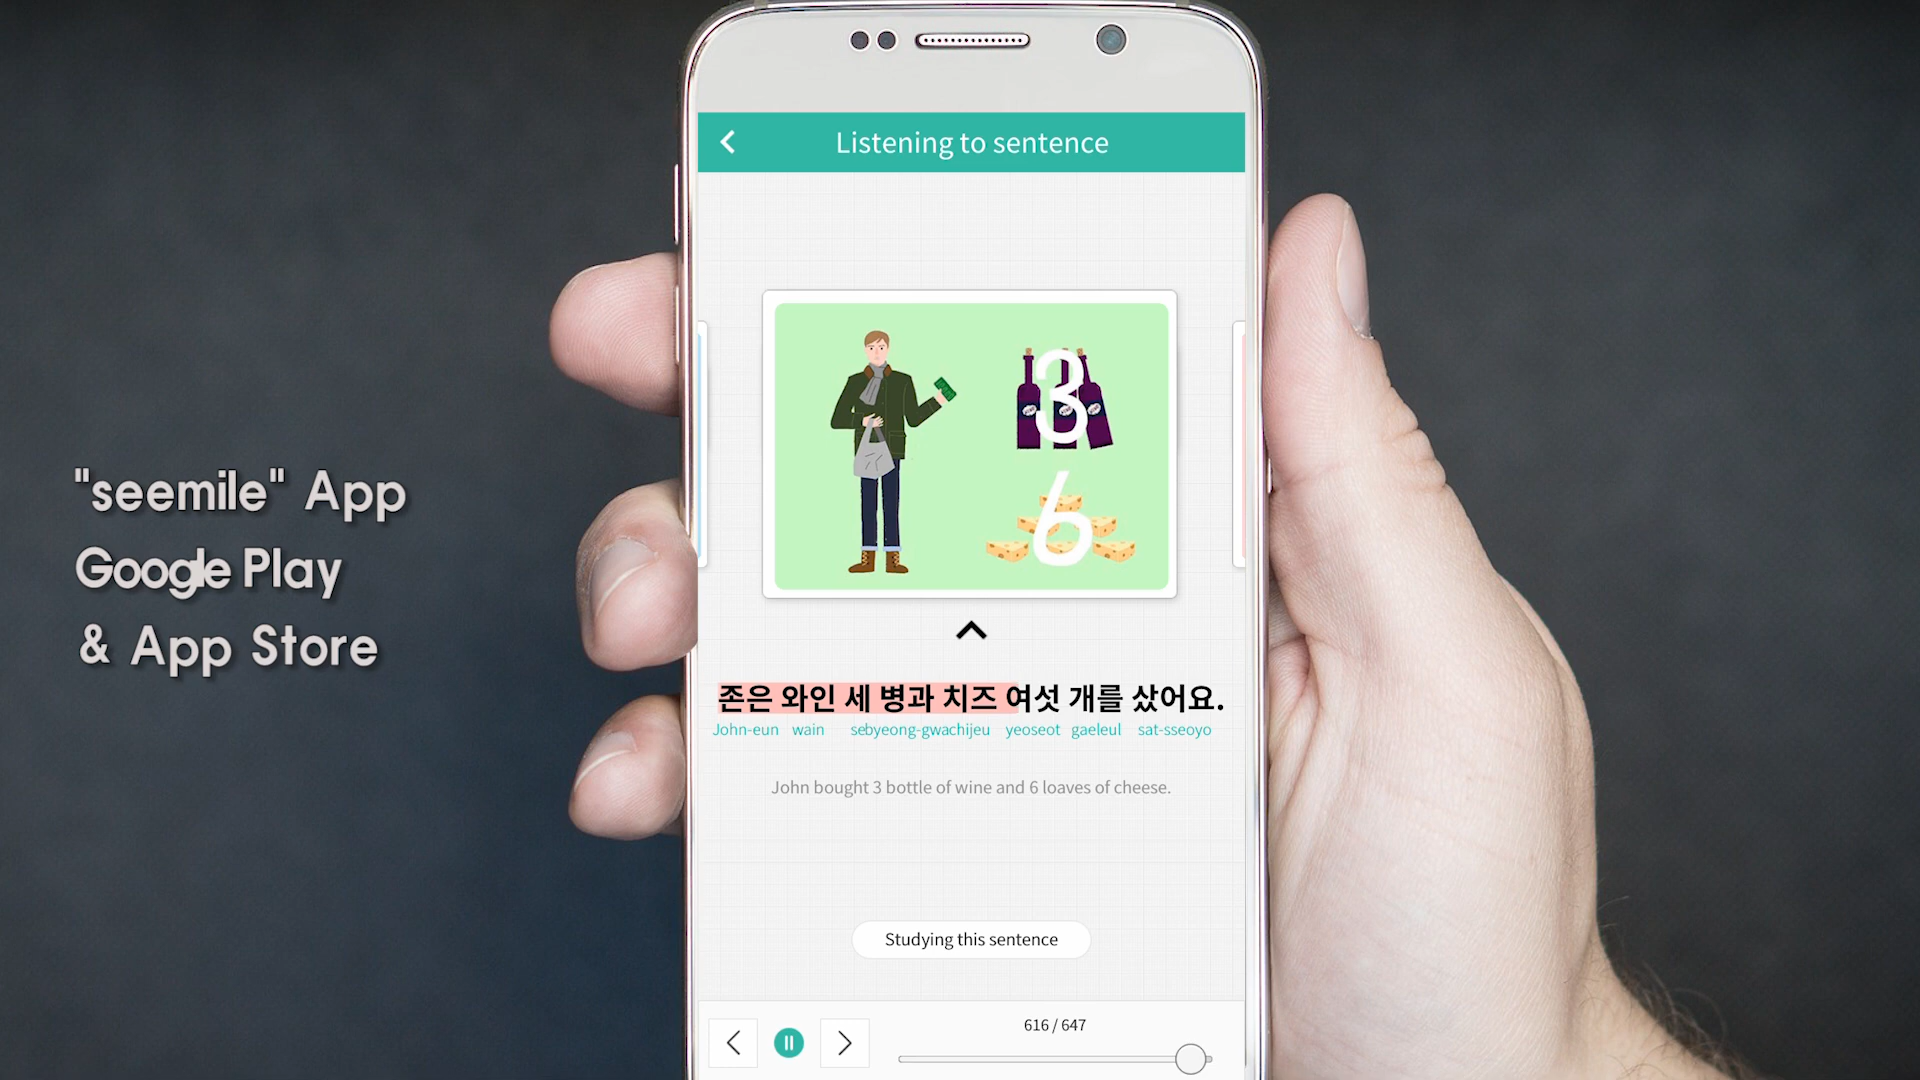 "seemile" App
Google Play
& App Store
Listening to sentence
3
6
존은 와인 세 병과 치즈 여섯 개를 샀어요.
John-eun wain sebyeong-gwachijeu yeoseot gaeleul sat-sseoyo
John bought 3 bottle of wine and 6 loaves of cheese.
Studying this sentence
616 / 647